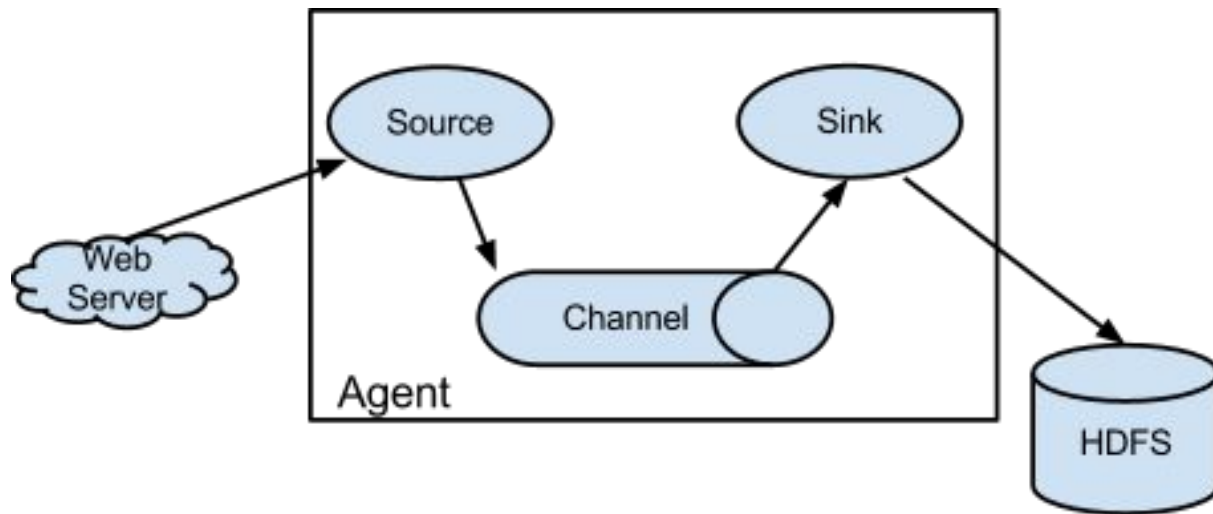 Source
Sink
Web
Server
Channel
Agent
HDFS